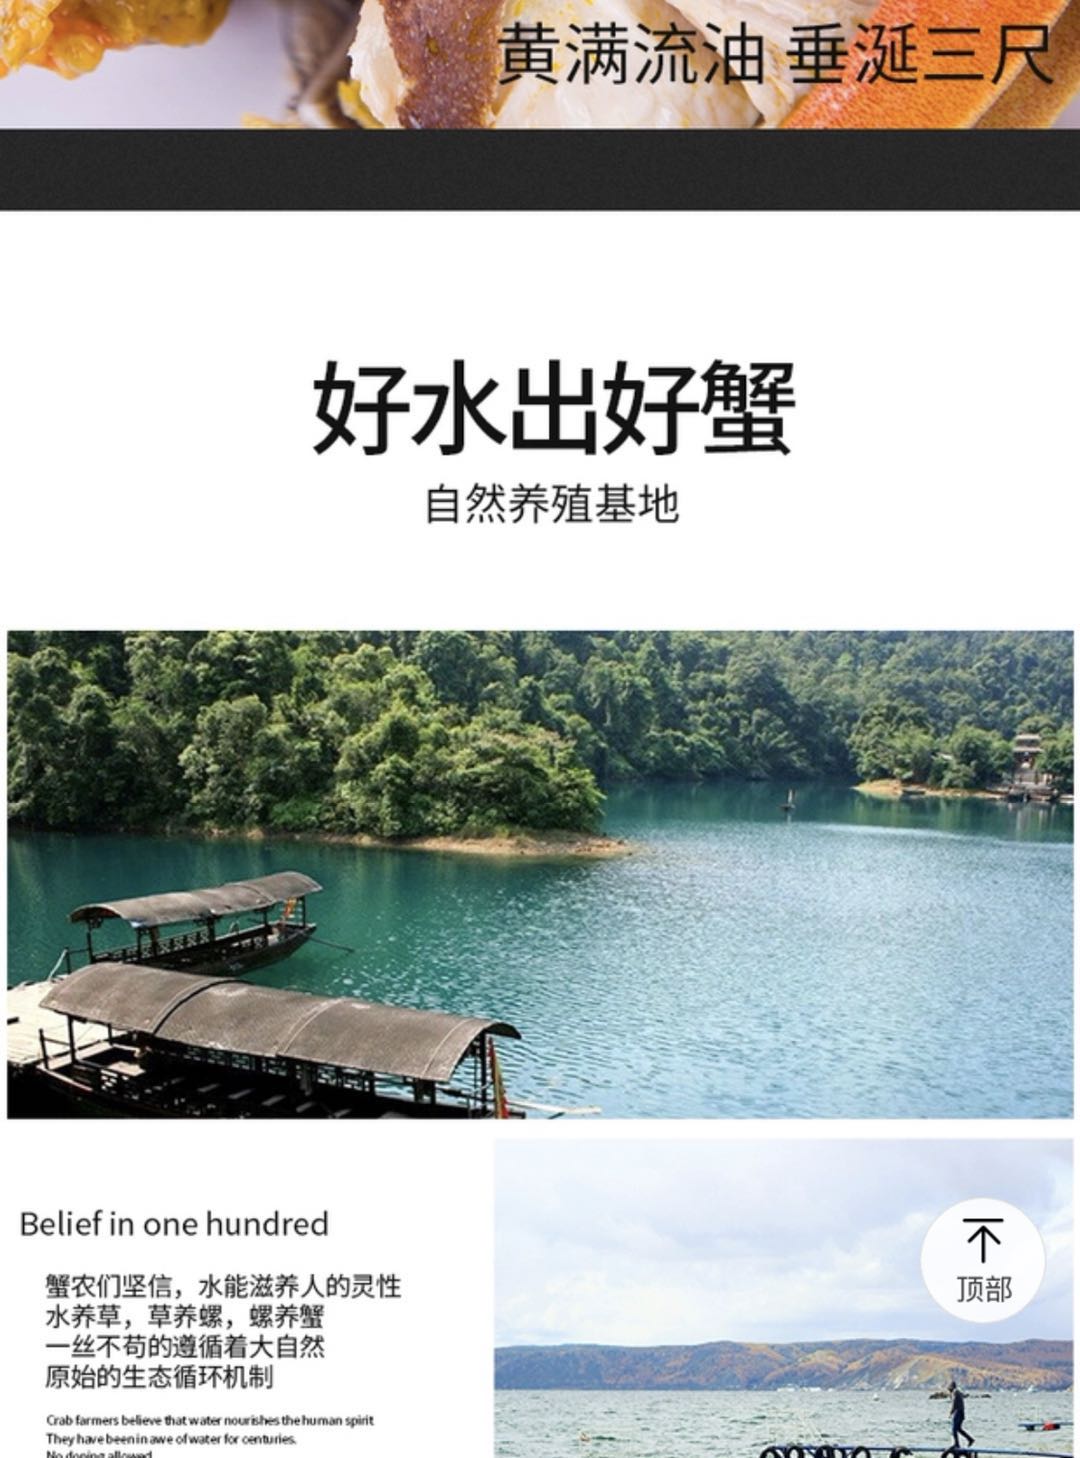 黄满流油 垂涎三尺
好水出好蟹
自然养殖基地
Belief in one hundred
顶部
蟹农们坚信，水能滋养人的灵性
水养草，草养螺，螺养蟹
一丝不苟的遵循着大自然
原始的生态循环机制
Crab farmers believe that water nourishes the human spirit
They have been in awe of water for centuries.
No doping allowed